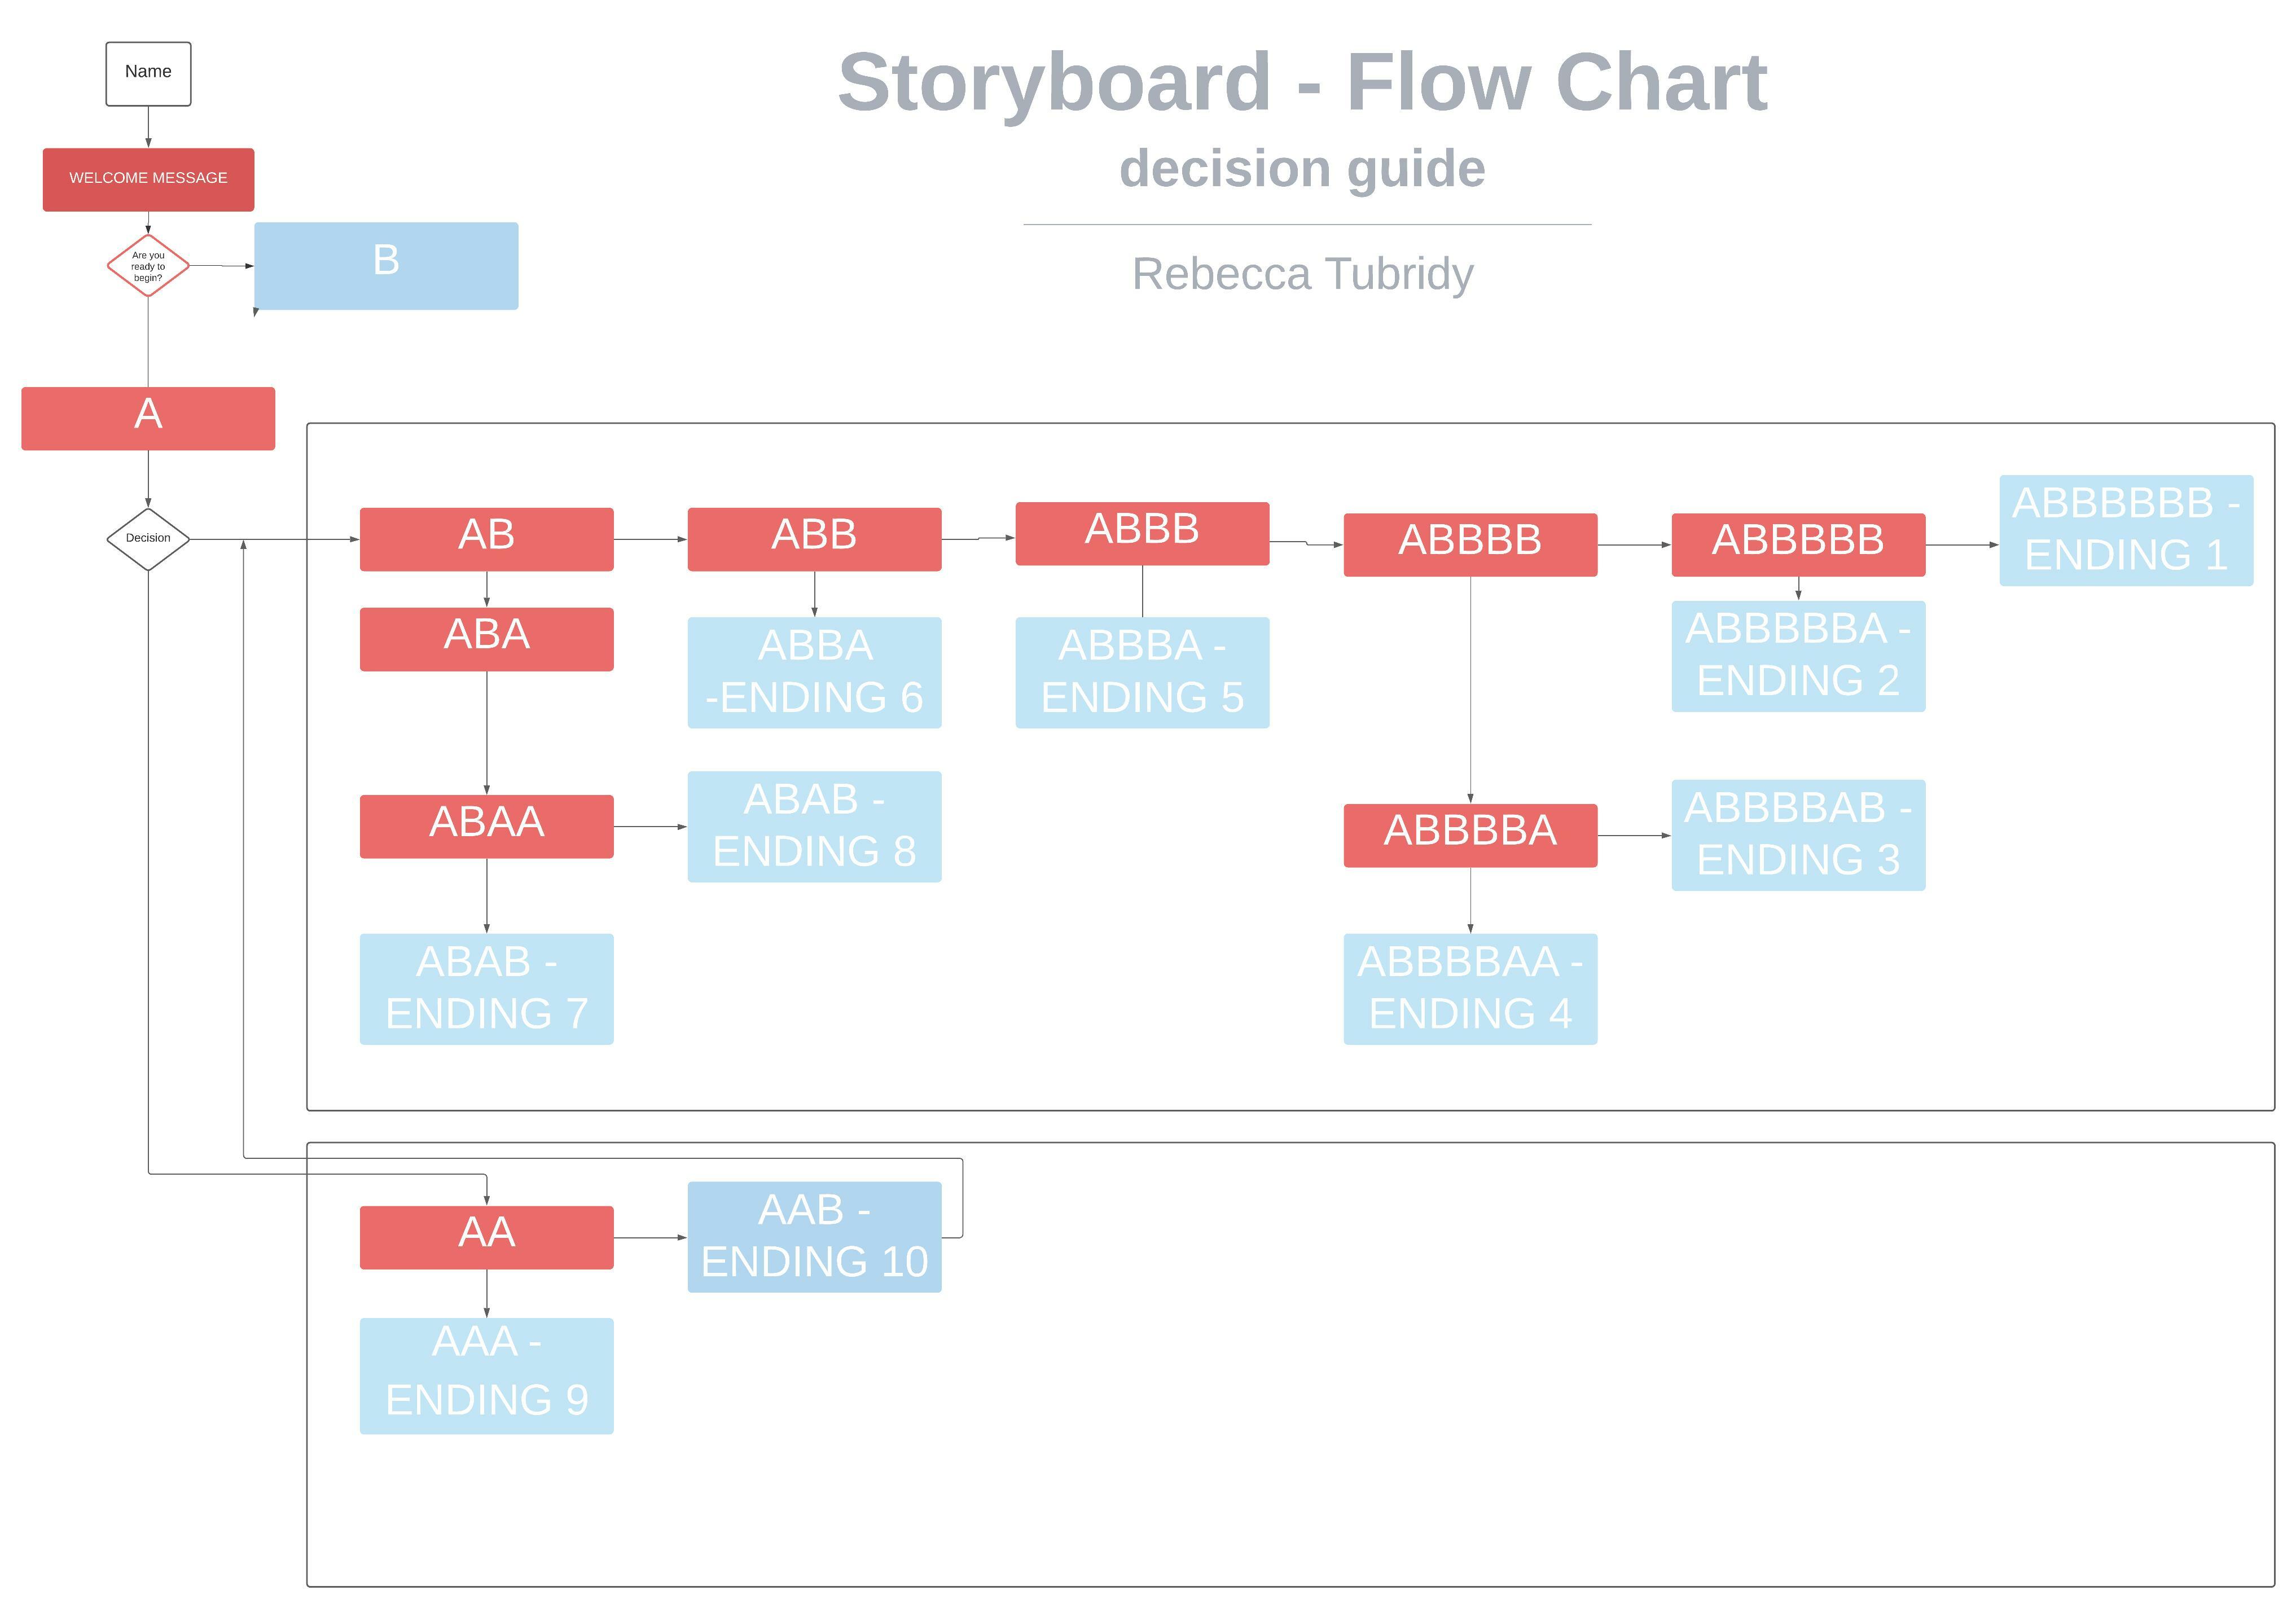 Storyboard - Flow Chart
decision guide
Rebecca Tubridy
Name
WELCOME MESSAGE
Are you
ready to
begin?
B
A
Decision
AB
ABB
ABBB
ABBBB
ABBBBB
ABBBBBB -
ENDING 1
ABA
ABBA
-ENDING 6
ABBBA -
ENDING 5
ABBBBBA -
ENDING 2
ABAA
ABAB -
ENDING 8
ABBBBA
ABBBBAB -
ENDING 3
ABAB -
ENDING 7
ABBBBAA -
ENDING 4
AA
AAB -
ENDING 10
AAA -
ENDING 9